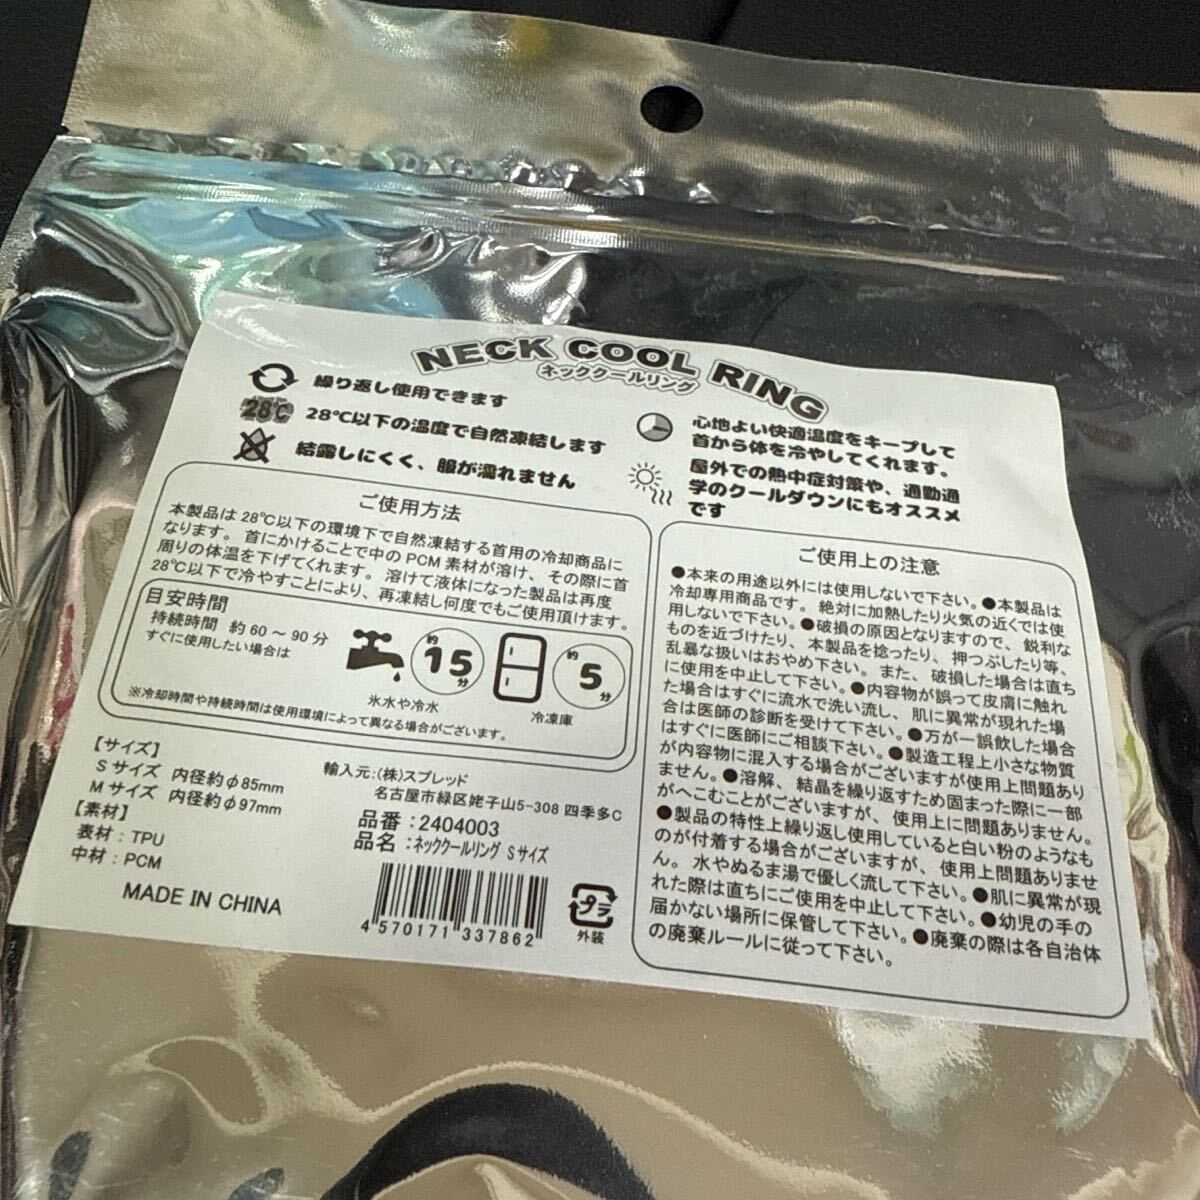 NECK COOL RING
ネッククールリング
繰り返し使用できます
28℃
28℃以下の温度で自然凍結します
結露しにくく、服が濡れません
心地よい快適温度をキープして
首から体を冷やしてくれます。
屋外での熱中症対策や、通勤通
学のクールダウンにもオススメ
です
ご使用方法
本製品は28℃以下の環境下で自然凍結する首用の冷却商品に
なります。首にかけることで中のPCM素材が溶け、その際に首
周りの体温を下げてくれます。溶けて液体になった製品は再度
28℃以下で冷やすことにより、再凍結し何度でもご使用頂けます。
目安時間
持続時間 約60～90分
すぐに使用したい場合は
約
15
分
氷水や冷水
約
5
分
冷凍庫
※冷却時間や持続時間は使用環境によって異なる場合がございます。
【サイズ】
Sサイズ 内径約φ85mm
Mサイズ 内径約φ97mm
【素材】
表材：TPU
中材：PCM
MADE IN CHINA
輸入元：(株)スプレッド
名古屋市緑区姥子山5-308 四季多C
品番：2404003
品名：ネッククールリング Sサイズ
4 570171 337862
プラ
外装
ご使用上の注意
●本来の用途以外には使用しないで下さい。●本製品は
冷却専用商品です。絶対に加熱したり火気の近くでは使
用しないで下さい。●破損の原因となりますので、鋭利な
ものを近づけたり、本製品を捻ったり、押つぶしたり等、
乱暴な扱いはおやめ下さい。また、破損した場合は直ち
に使用を中止して下さい。●内容物が誤って皮膚に触れ
た場合はすぐに流水で洗い流し、肌に異常が現れた場
合は医師の診断を受けて下さい。●万が一誤飲した場合
はすぐに医師にご相談下さい。●製造工程上小さな物質
が内容物に混入する場合がございますが使用上問題あり
ません。●溶解、結晶を繰り返すため固まった際に一部
がへこむことがございますが、使用上に問題ありません。
●製品の特性上繰り返し使用していると白い粉のようなも
のが付着する場合がございますが、使用上問題ありませ
ん。水やぬるま湯で優しく流して下さい。●肌に異常が現
れた際は直ちにご使用を中止して下さい。●幼児の手の
届かない場所に保管して下さい。●廃棄の際は各自治体
の廃棄ルールに従って下さい。